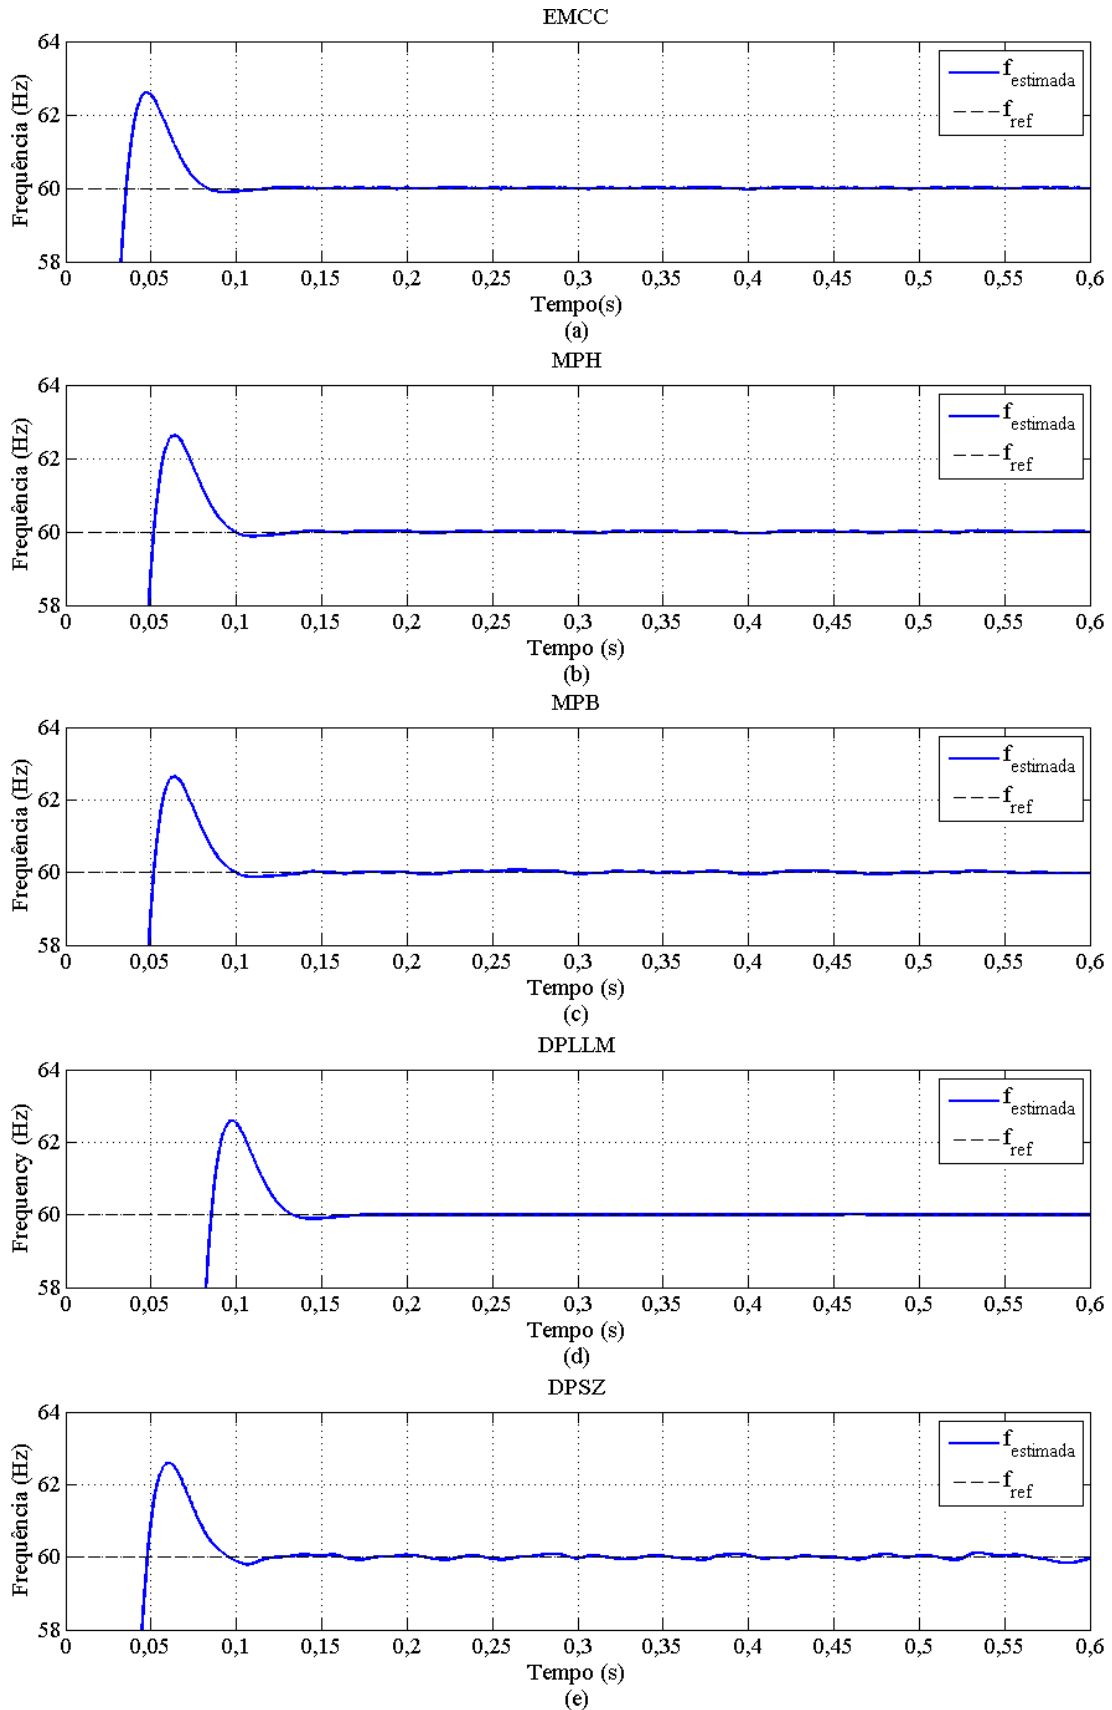 EMCC
64
62
60
58
Frequência (Hz)
f estimada
f ref
0 0,05 0,1 0,15 0,2 0,25 0,3 0,35 0,4 0,45 0,5 0,55 0,6
Tempo(s)
(a)
MPH
64
62
60
58
Frequência (Hz)
f estimada
f ref
0 0,05 0,1 0,15 0,2 0,25 0,3 0,35 0,4 0,45 0,5 0,55 0,6
Tempo (s)
(b)
MPB
64
62
60
58
Frequência (Hz)
f estimada
f ref
0 0,05 0,1 0,15 0,2 0,25 0,3 0,35 0,4 0,45 0,5 0,55 0,6
Tempo (s)
(c)
DPLLM
64
62
60
58
Frequency (Hz)
f estimada
f ref
0 0,05 0,1 0,15 0,2 0,25 0,3 0,35 0,4 0,45 0,5 0,55 0,6
Tempo (s)
(d)
DPSZ
64
62
60
58
Frequência (Hz)
f estimada
f ref
0 0,05 0,1 0,15 0,2 0,25 0,3 0,35 0,4 0,45 0,5 0,55 0,6
Tempo (s)
(e)